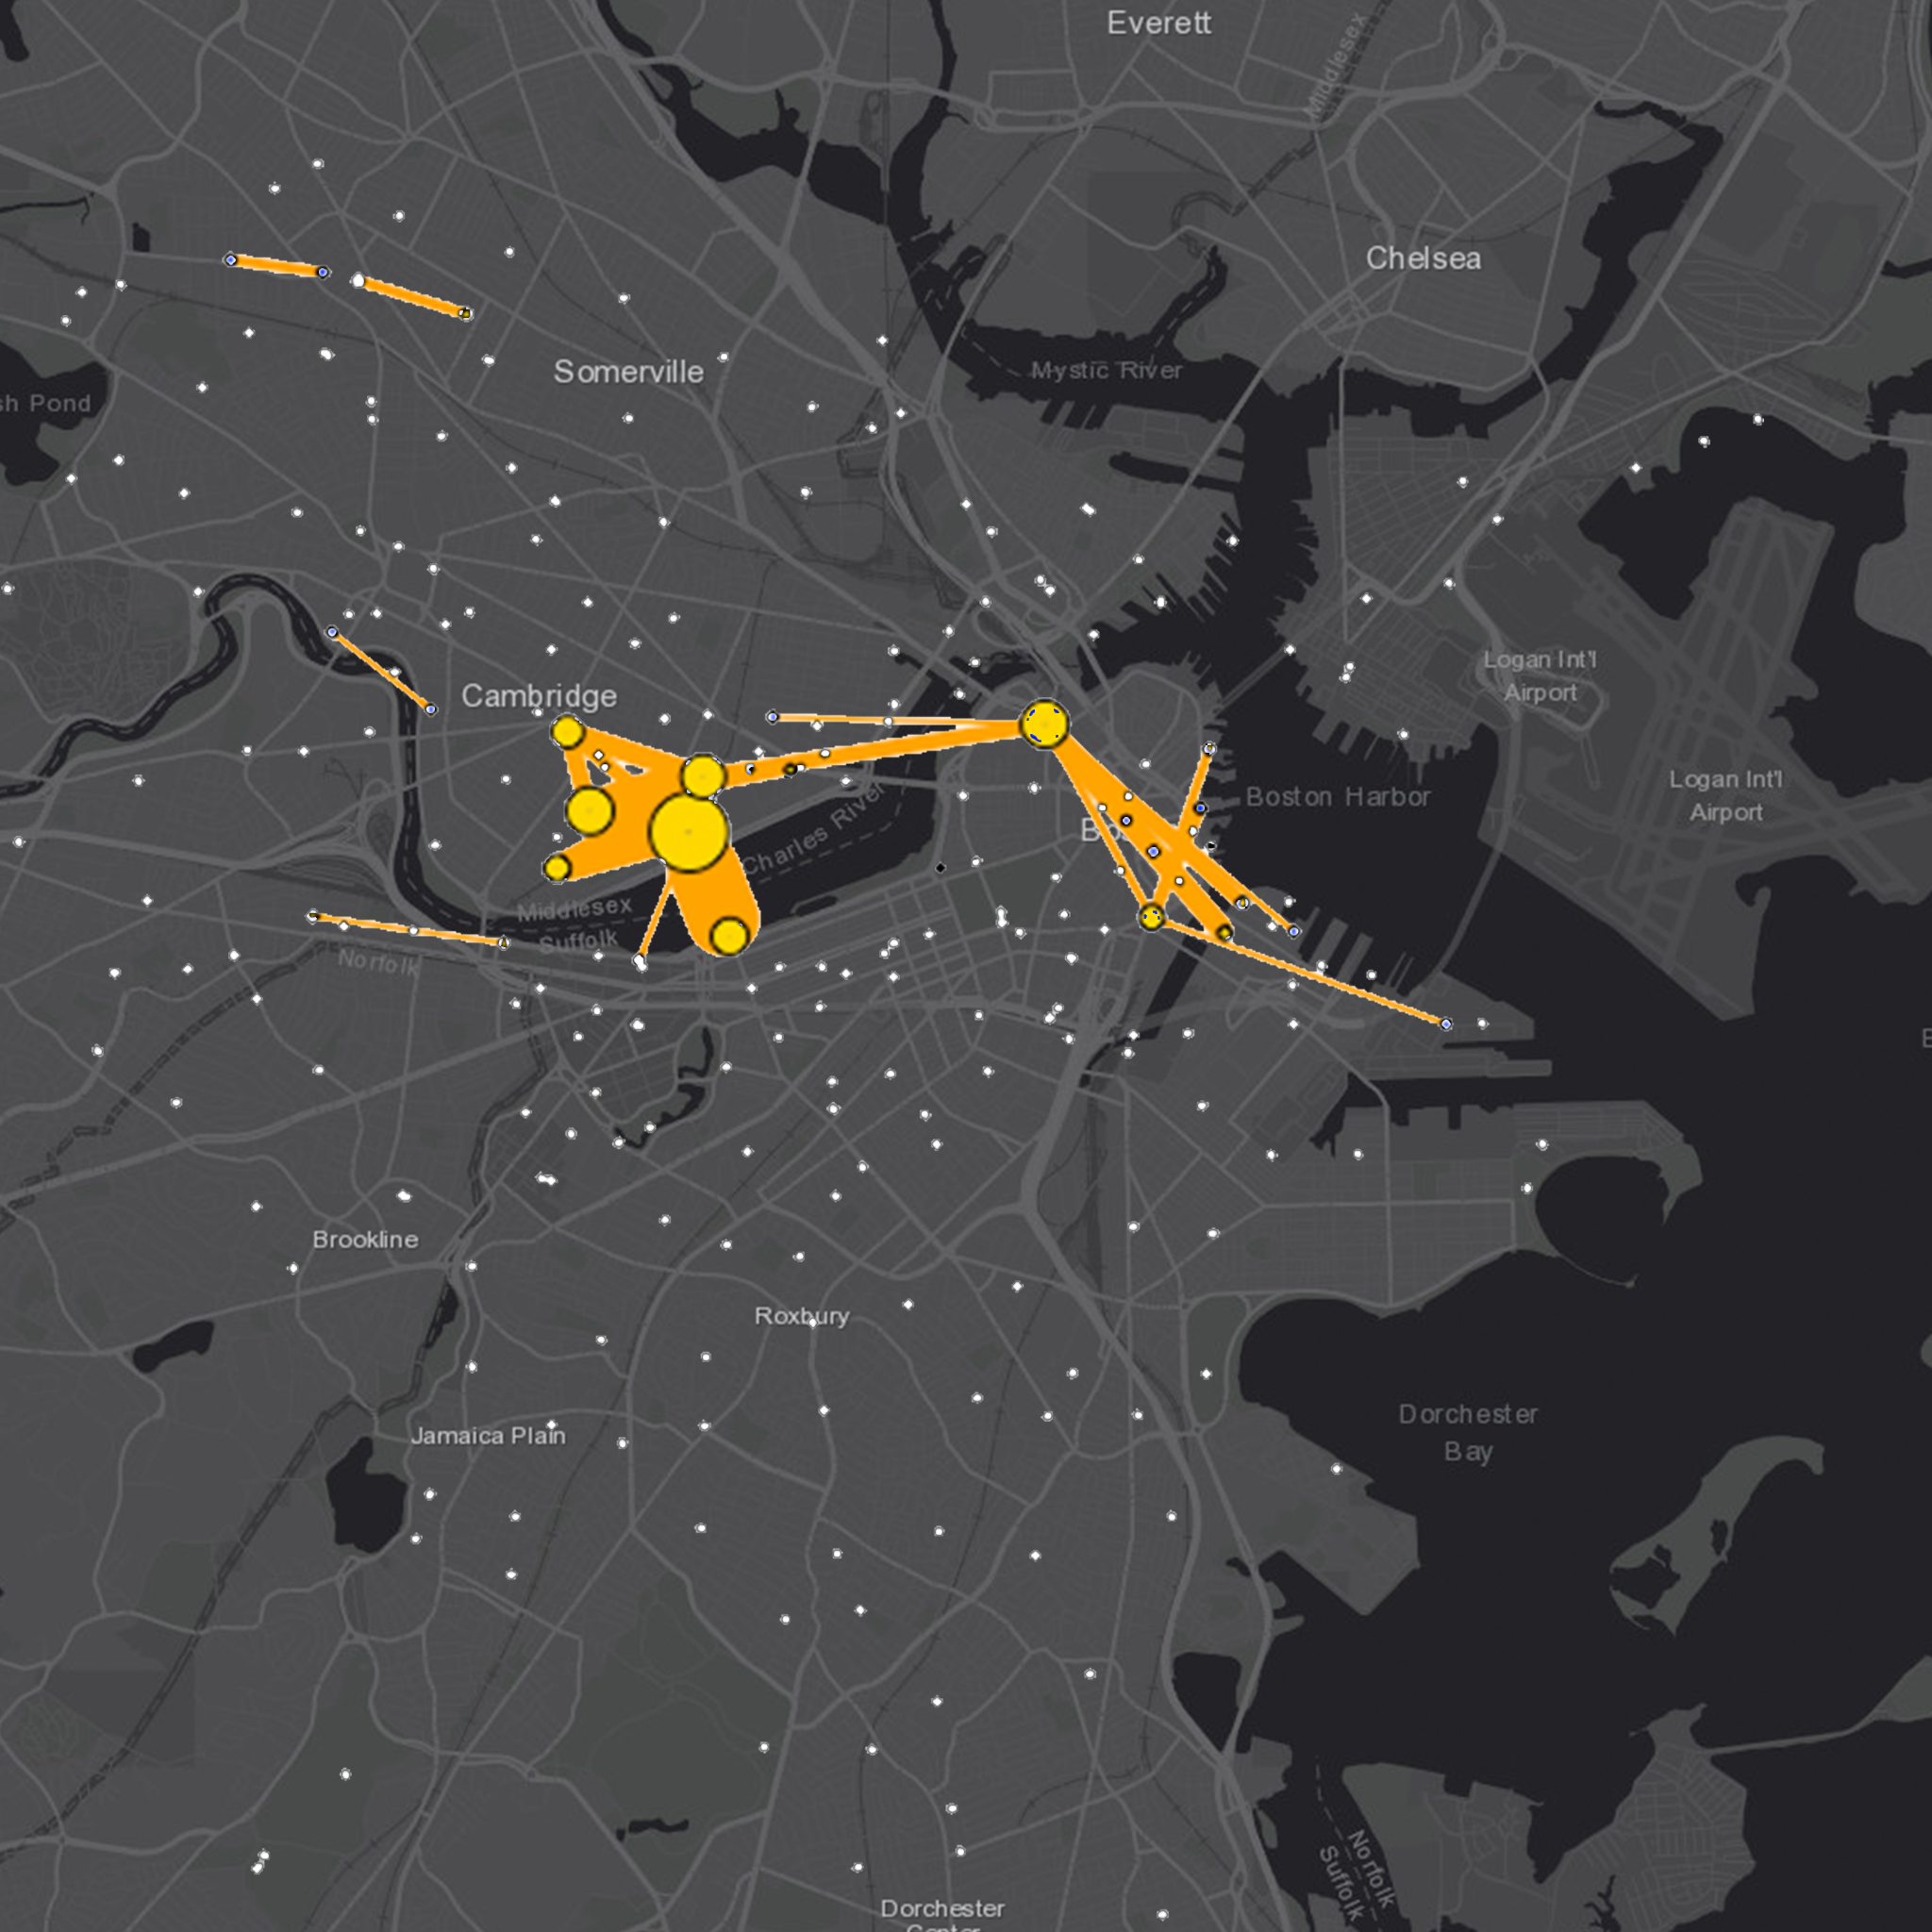 Everett
Middlesex
Chelsea
Somerville
Mystic River
sh Pond
Logan Int'l
Airport
Cambridge
Logan Int'l
Airport
Boston Harbor
Charles River
Bo
Middlesex
Suffolk
Norfolk
Brookline
Roxbury
Jamaica Plain
Dorchester
Bay
Norfolk
Suffolk
Dorchester